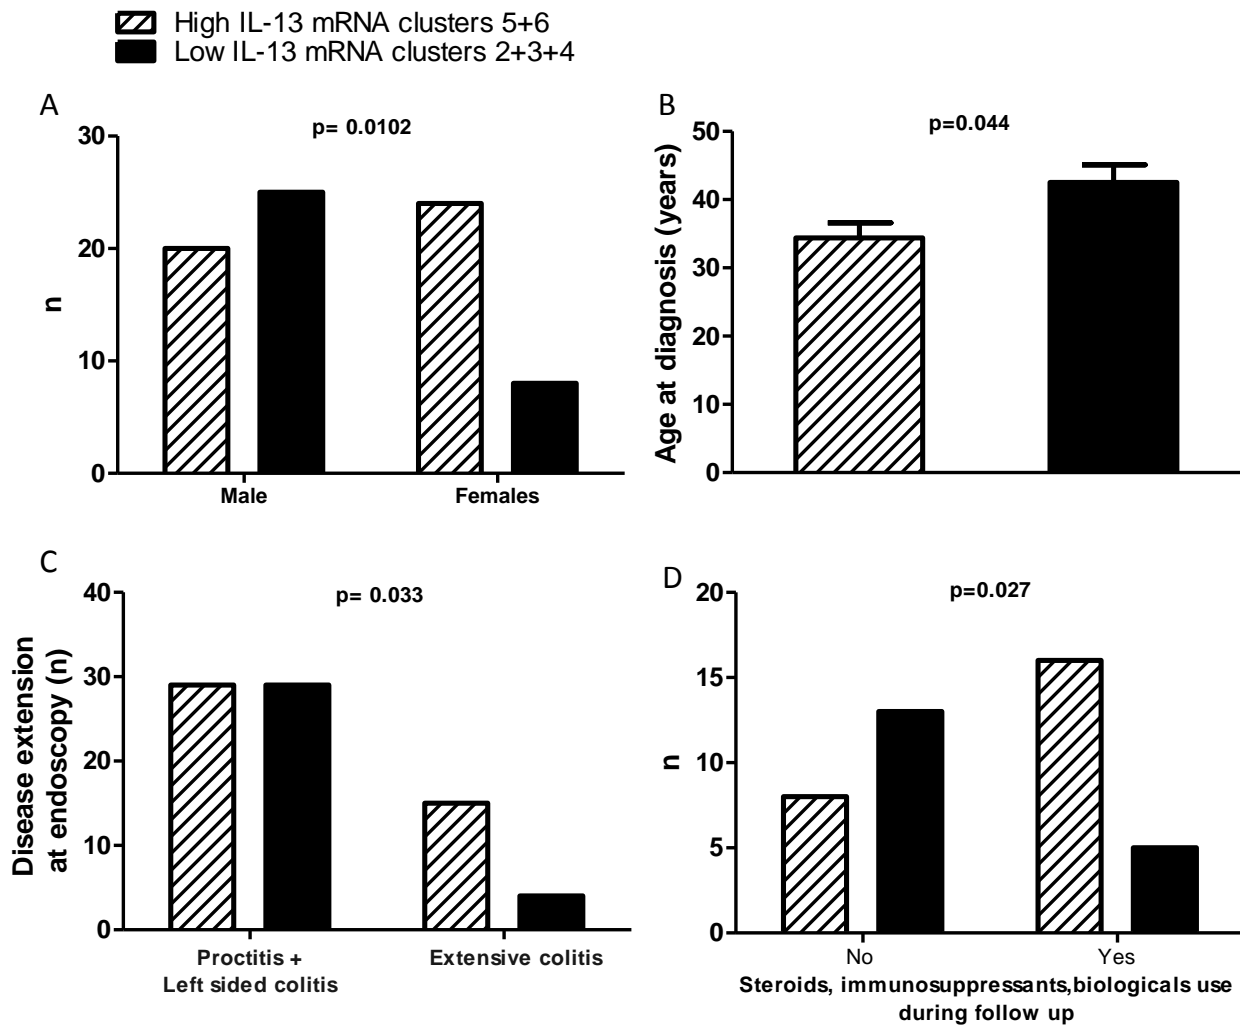 High IL-13 mRNA clusters 5+6
Low IL-13 mRNA clusters 2+3+4
A
p= 0.0102
30
20
10
0
n
Male
Females
B
p=0.044
50
40
30
20
10
0
Age at diagnosis (years)
C
p= 0.033
40
30
20
10
0
Disease extension
at endoscopy (n)
Proctitis +
Left sided colitis
Extensive colitis
D
p=0.027
20
15
10
5
0
n
No
Yes
Steroids, immunosuppressants,biologicals use
during follow up